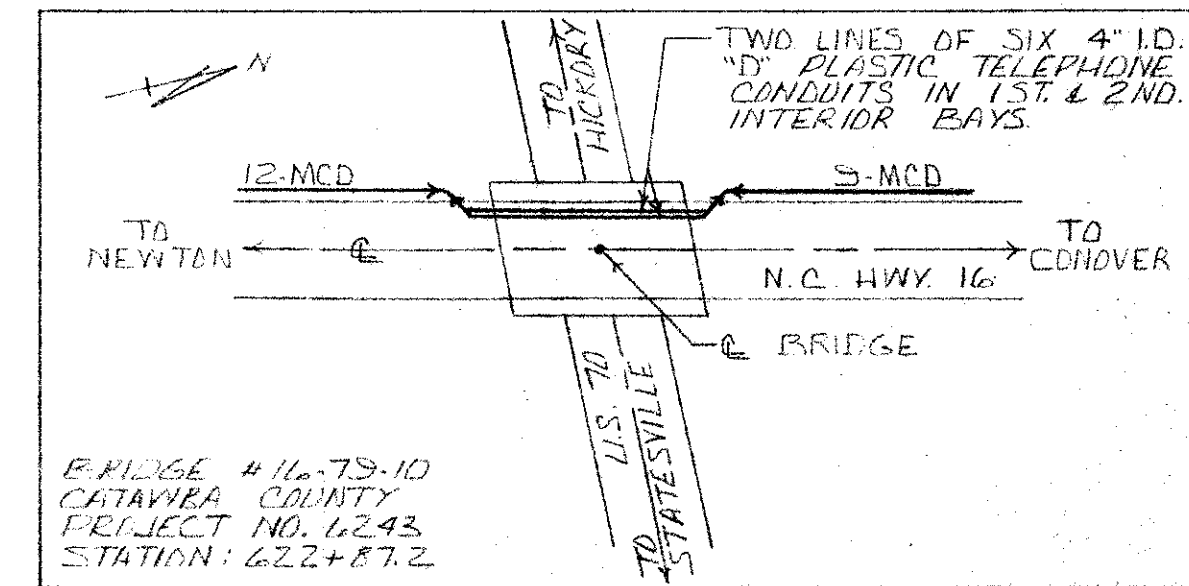 N
TO
HICKORY
TWO LINES OF SIX 4" I.D.
"D" PLASTIC TELEPHONE
CONDUITS IN 1ST. & 2ND.
INTERIOR BAYS.
12-MCD
9-MCD
TO
NEWTON
℄
TO
CONOVER
N.C. HWY. 16
℄ BRIDGE
U.S. 70
TO
STATESVILLE
BRIDGE #16-79-10
CATAWBA COUNTY
PROJECT NO. 6243
STATION: 622+87.2